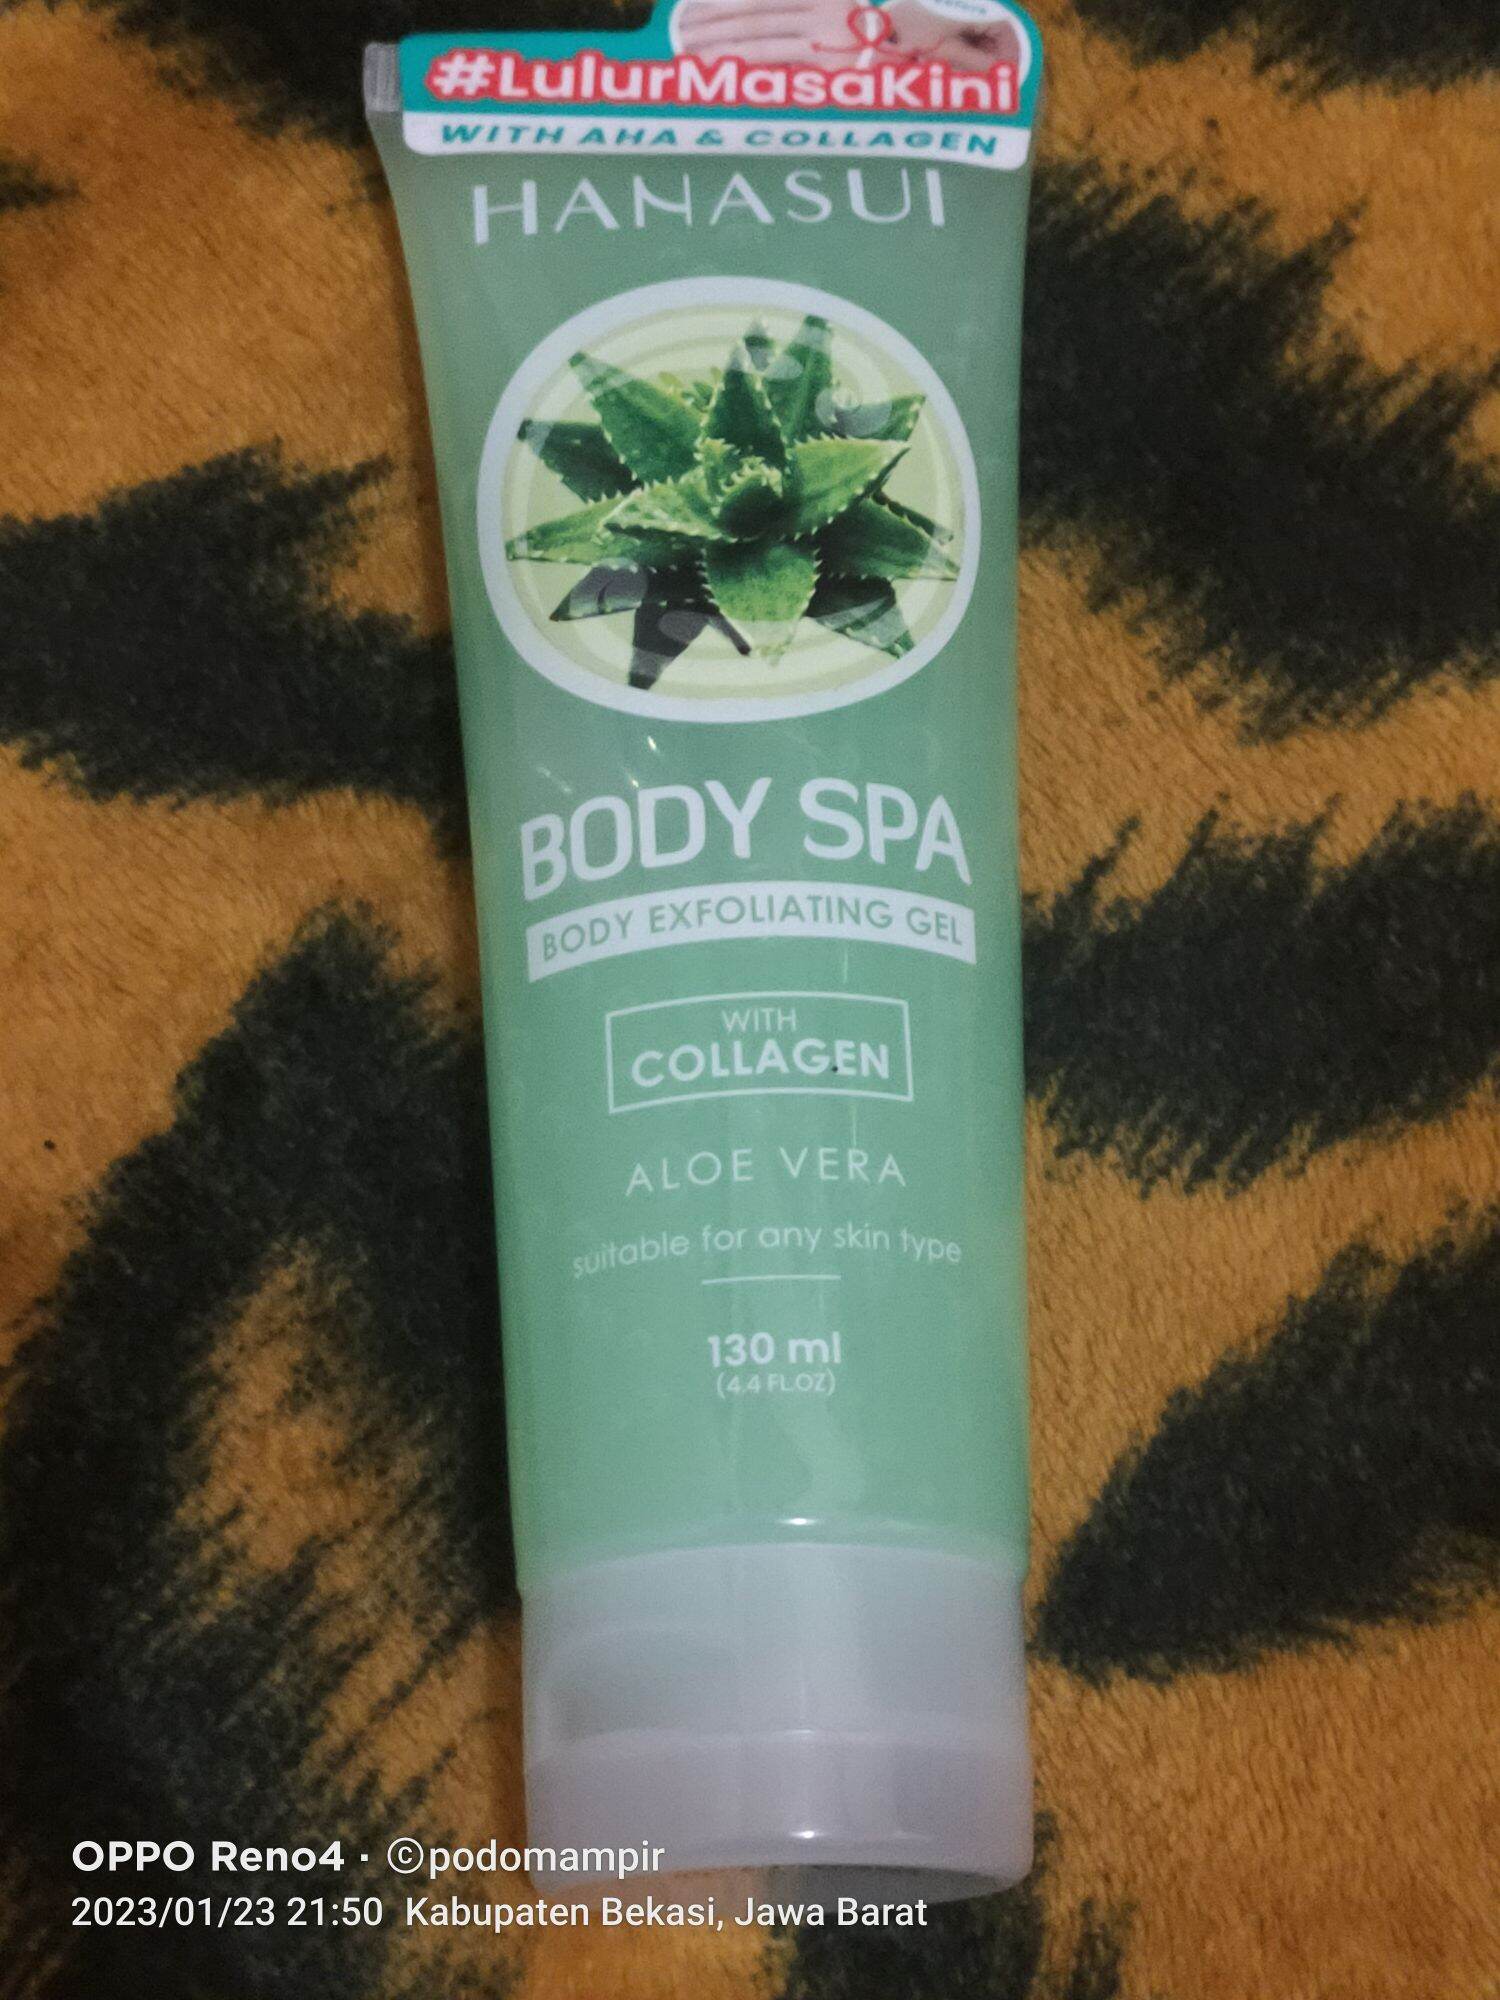 before
#LulurMasaKini
WITH AHA & COLLAGEN
HANASUI
BODY SPA
BODY EXFOLIATING GEL
WITH
COLLAGEN
ALOE VERA
suitable for any skin type
130 ml
(4.4 FL.OZ)
OPPO Reno4 · ©podomampir
2023/01/23 21:50 Kabupaten Bekasi, Jawa Barat